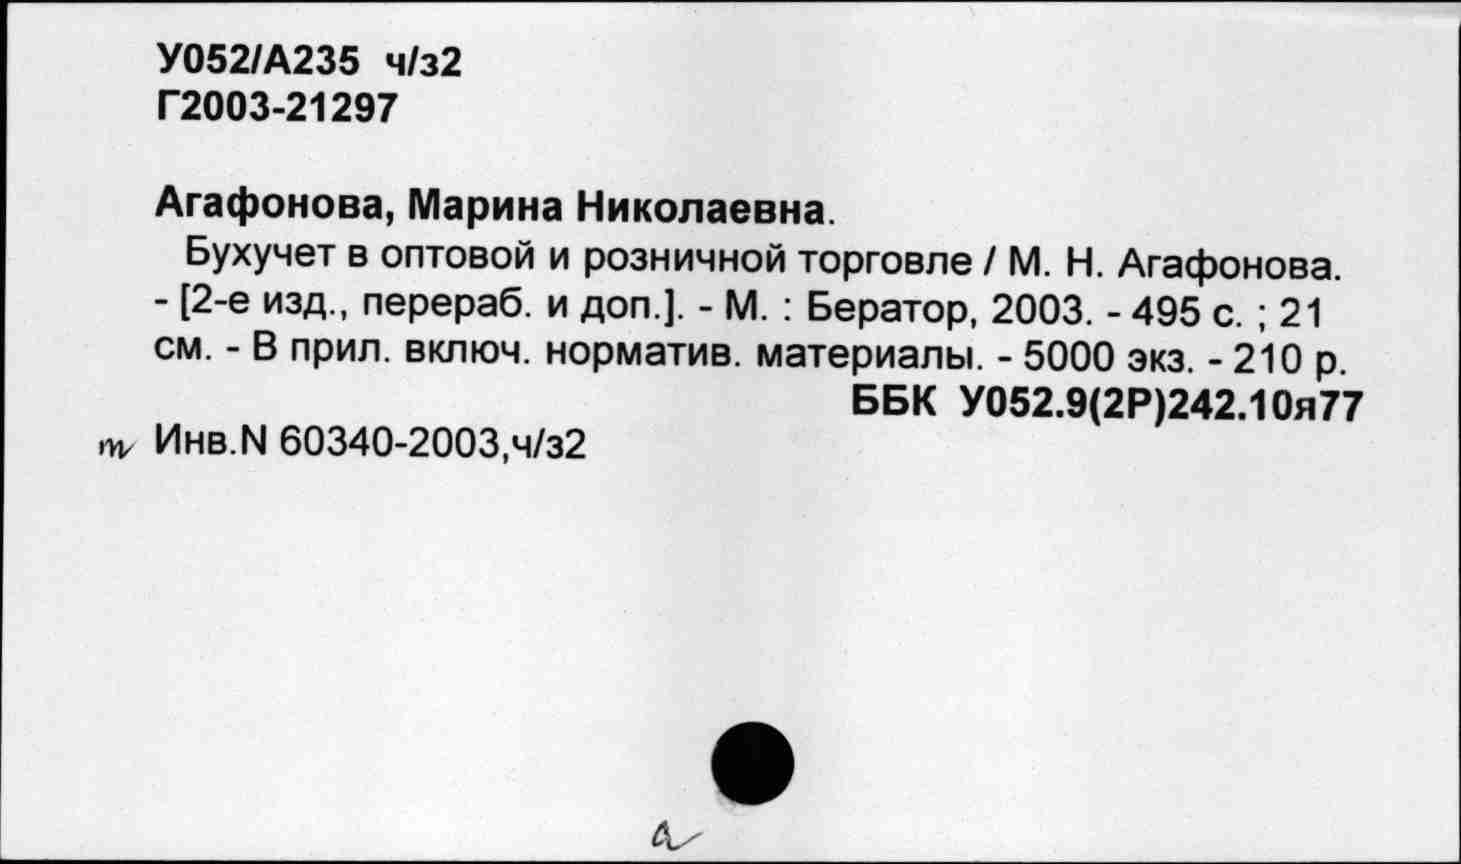 У052/А235 ч/з2
Г2003-21297
Агафонова, Марина Николаевна.
Бухучет в оптовой и розничной торговле / М. Н. Агафонова.
- [2-е изд., перераб. и доп.]. - М. : Бератор, 2003. - 495 с. ; 21
см. - В прил. включ. норматив. материалы. - 5000 экз. - 210 р.
ББК У052.9(2Р)242.10я77
Инв.N 60340-2003,ч/з2